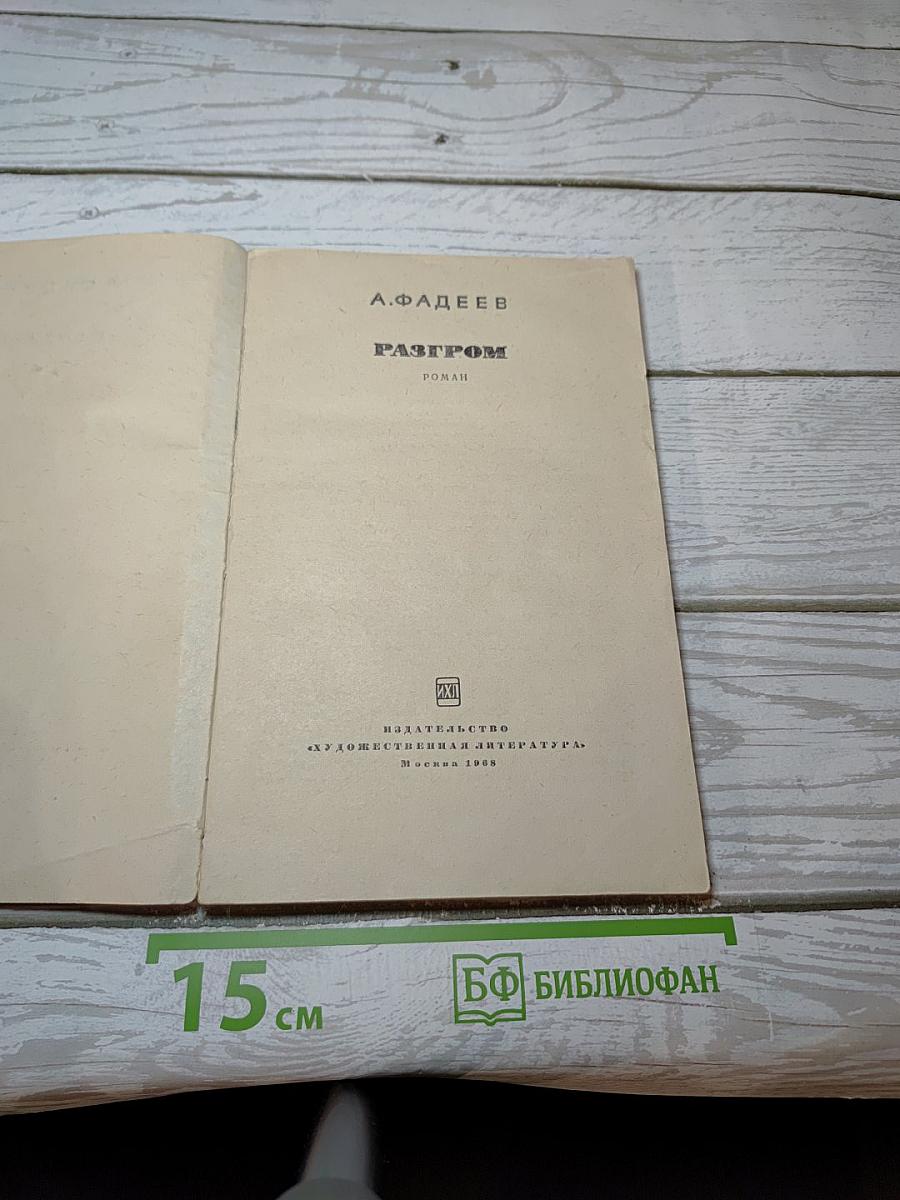 А.ФАДЕЕВ
РАЗГРОМ
РОМАН
ИХЛ
ИЗДАТЕЛЬСТВО
«ХУДОЖЕСТВЕННАЯ ЛИТЕРАТУРА»
Москва 1968
15 см
БФ БИБЛИОФАН